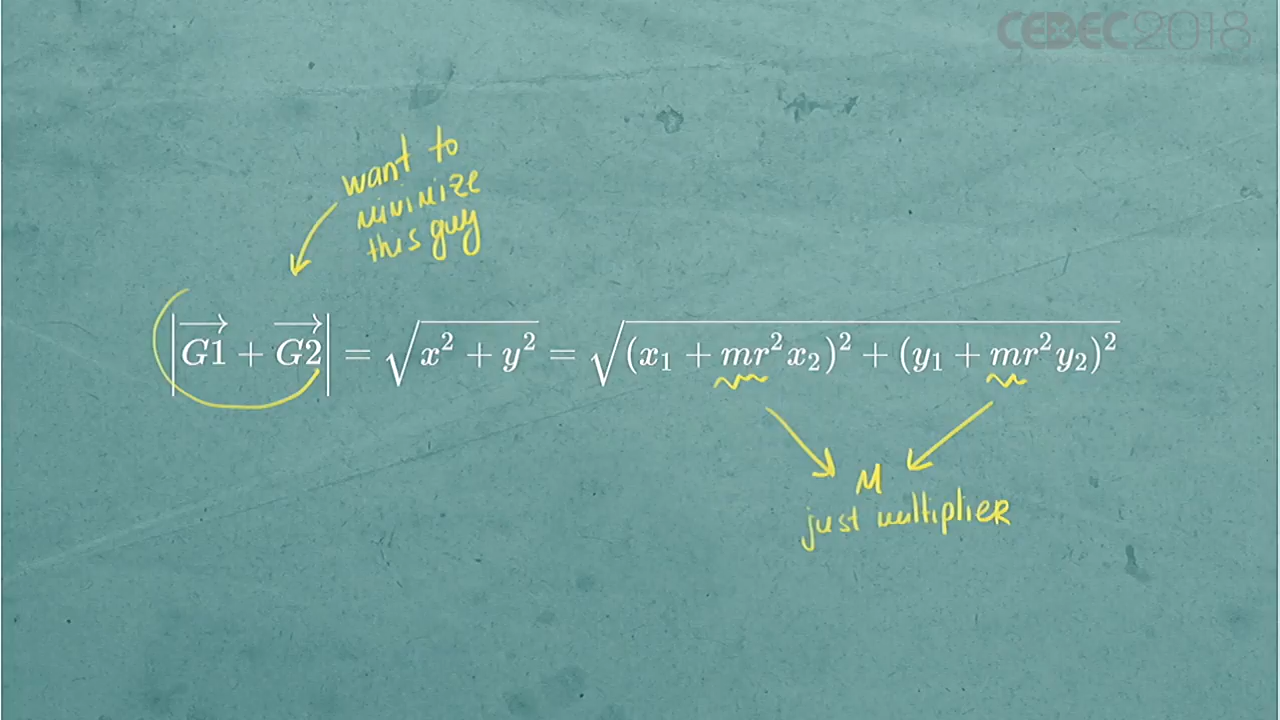 CEDEC2018
want to
minimize
this guy
|G1 + G2| = √(x² + y²) = √((x₁ + mr²x₂)² + (y₁ + mr²y₂)²)
M
just multiplier